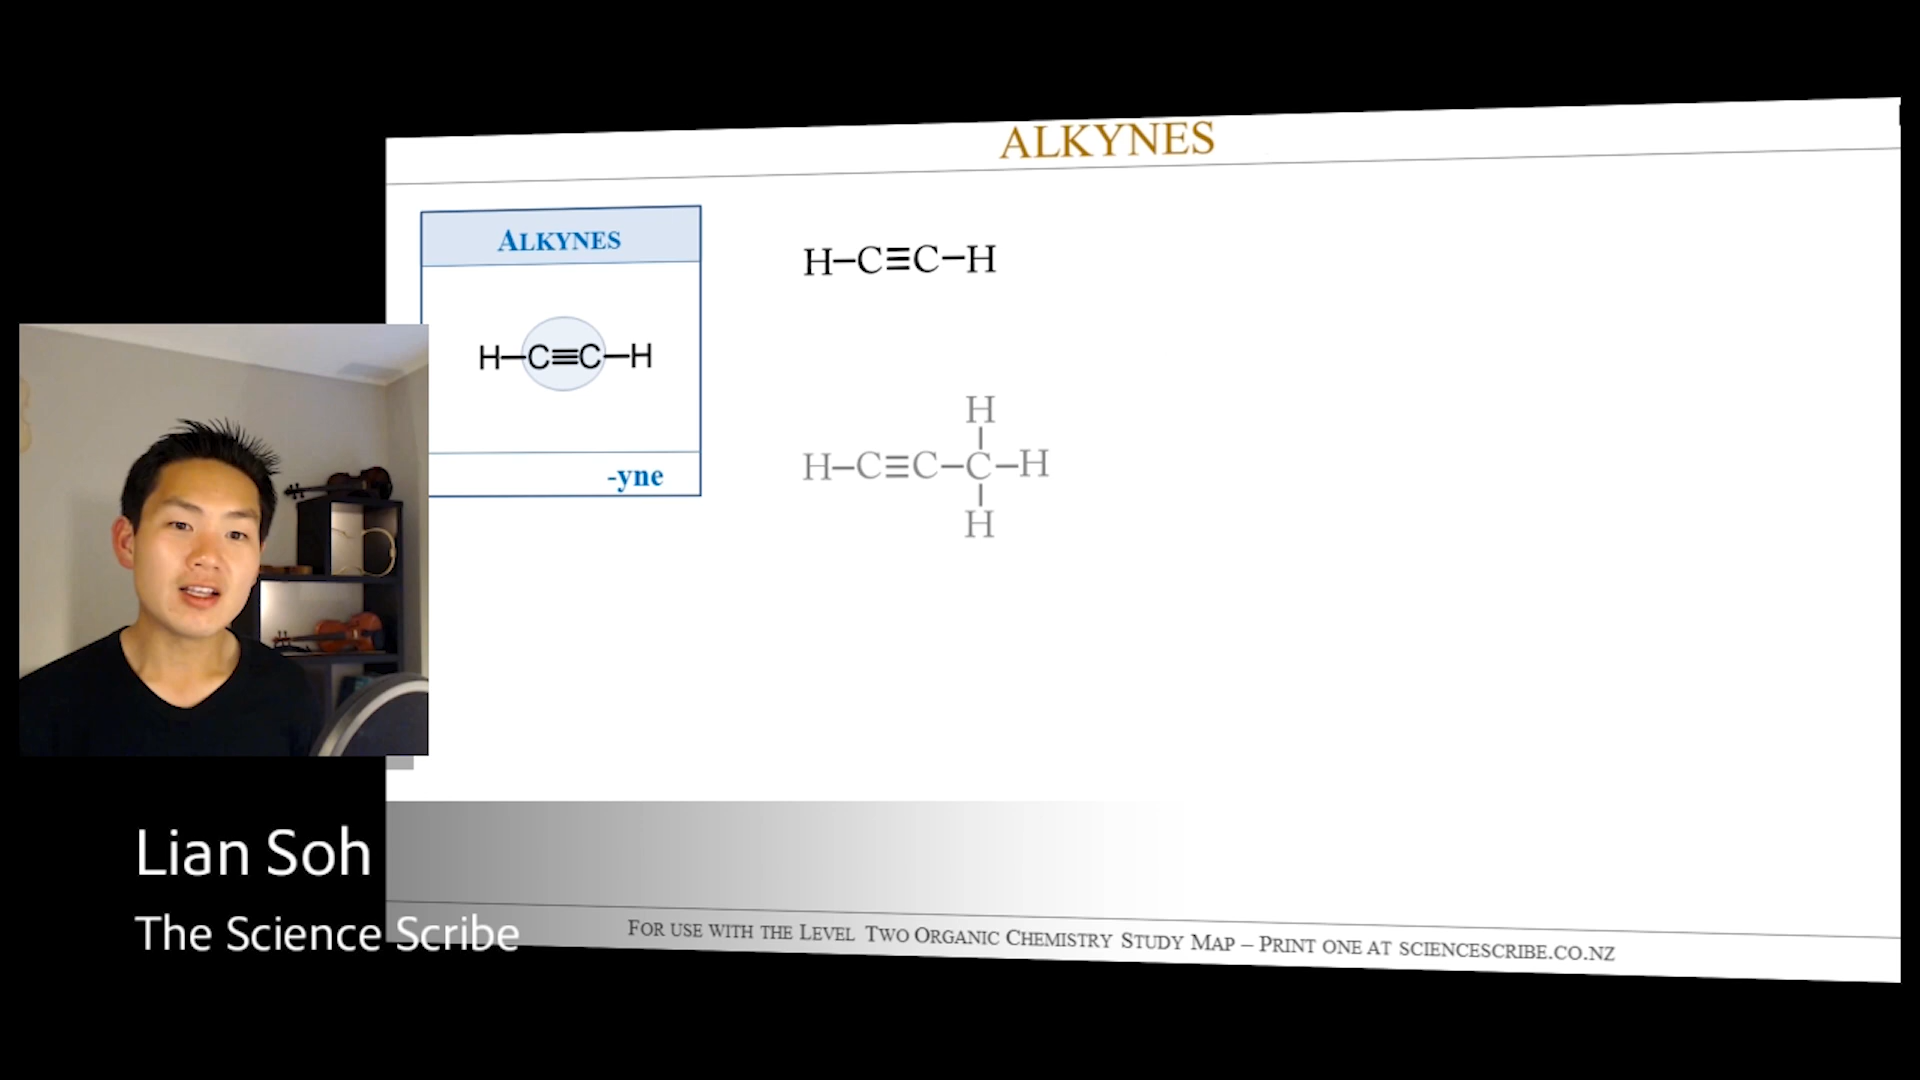 ALKYNES
ALKYNES
H–C≡C–H
-yne
H–C≡C–H
H
H–C≡C–C–H
H
Lian Soh
The Science Scribe
FOR USE WITH THE LEVEL TWO ORGANIC CHEMISTRY STUDY MAP – PRINT ONE AT SCIENCESCRIBE.CO.NZ